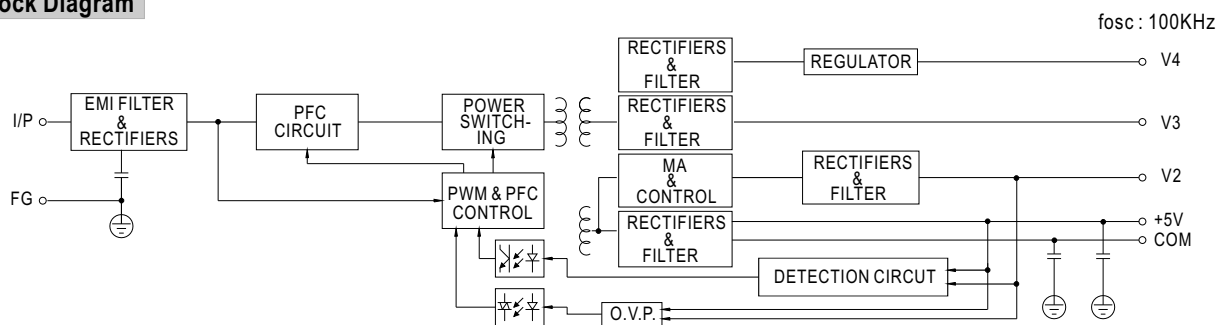 ock Diagram
fosc : 100KHz
RECTIFIERS
&
FILTER
REGULATOR
V4
I/P
EMI FILTER
&
RECTIFIERS
PFC
CIRCUIT
POWER
SWITCH-
ING
RECTIFIERS
&
FILTER
V3
FG
PWM & PFC
CONTROL
MA
&
CONTROL
RECTIFIERS
&
FILTER
V2
RECTIFIERS
&
FILTER
+5V
COM
DETECTION CIRCUT
O.V.P.